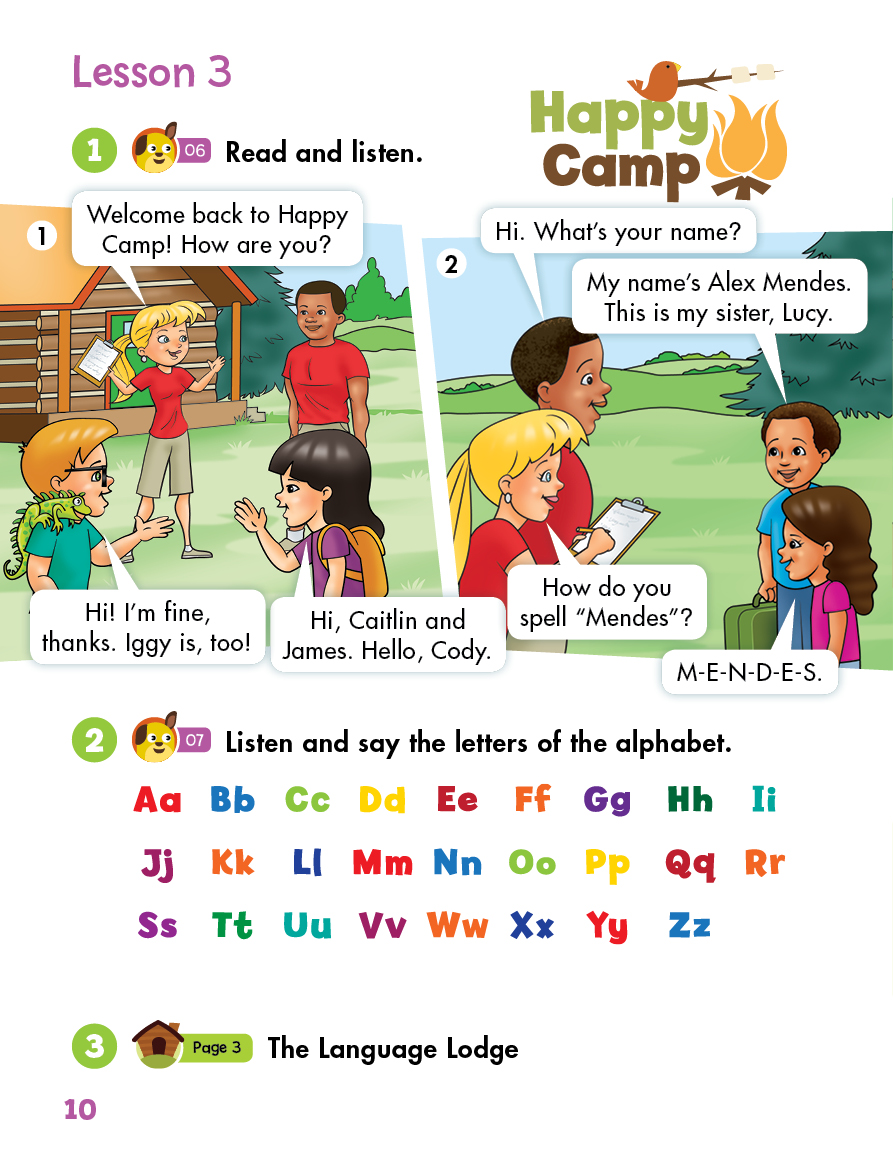 Lesson 3
Happy
Camp
1 06 Read and listen.
1
Welcome back to Happy
Camp! How are you?
Hi! I'm fine,
thanks. Iggy is, too!
Hi, Caitlin and
James. Hello, Cody.
2
Hi. What's your name?
My name's Alex Mendes.
This is my sister, Lucy.
How do you
spell “Mendes”?
M-E-N-D-E-S.
2 07 Listen and say the letters of the alphabet.
Aa Bb Cc Dd Ee Ff Gg Hh Ii
Jj Kk Ll Mm Nn Oo Pp Qq Rr
Ss Tt Uu Vv Ww Xx Yy Zz
3 Page 3 The Language Lodge
10